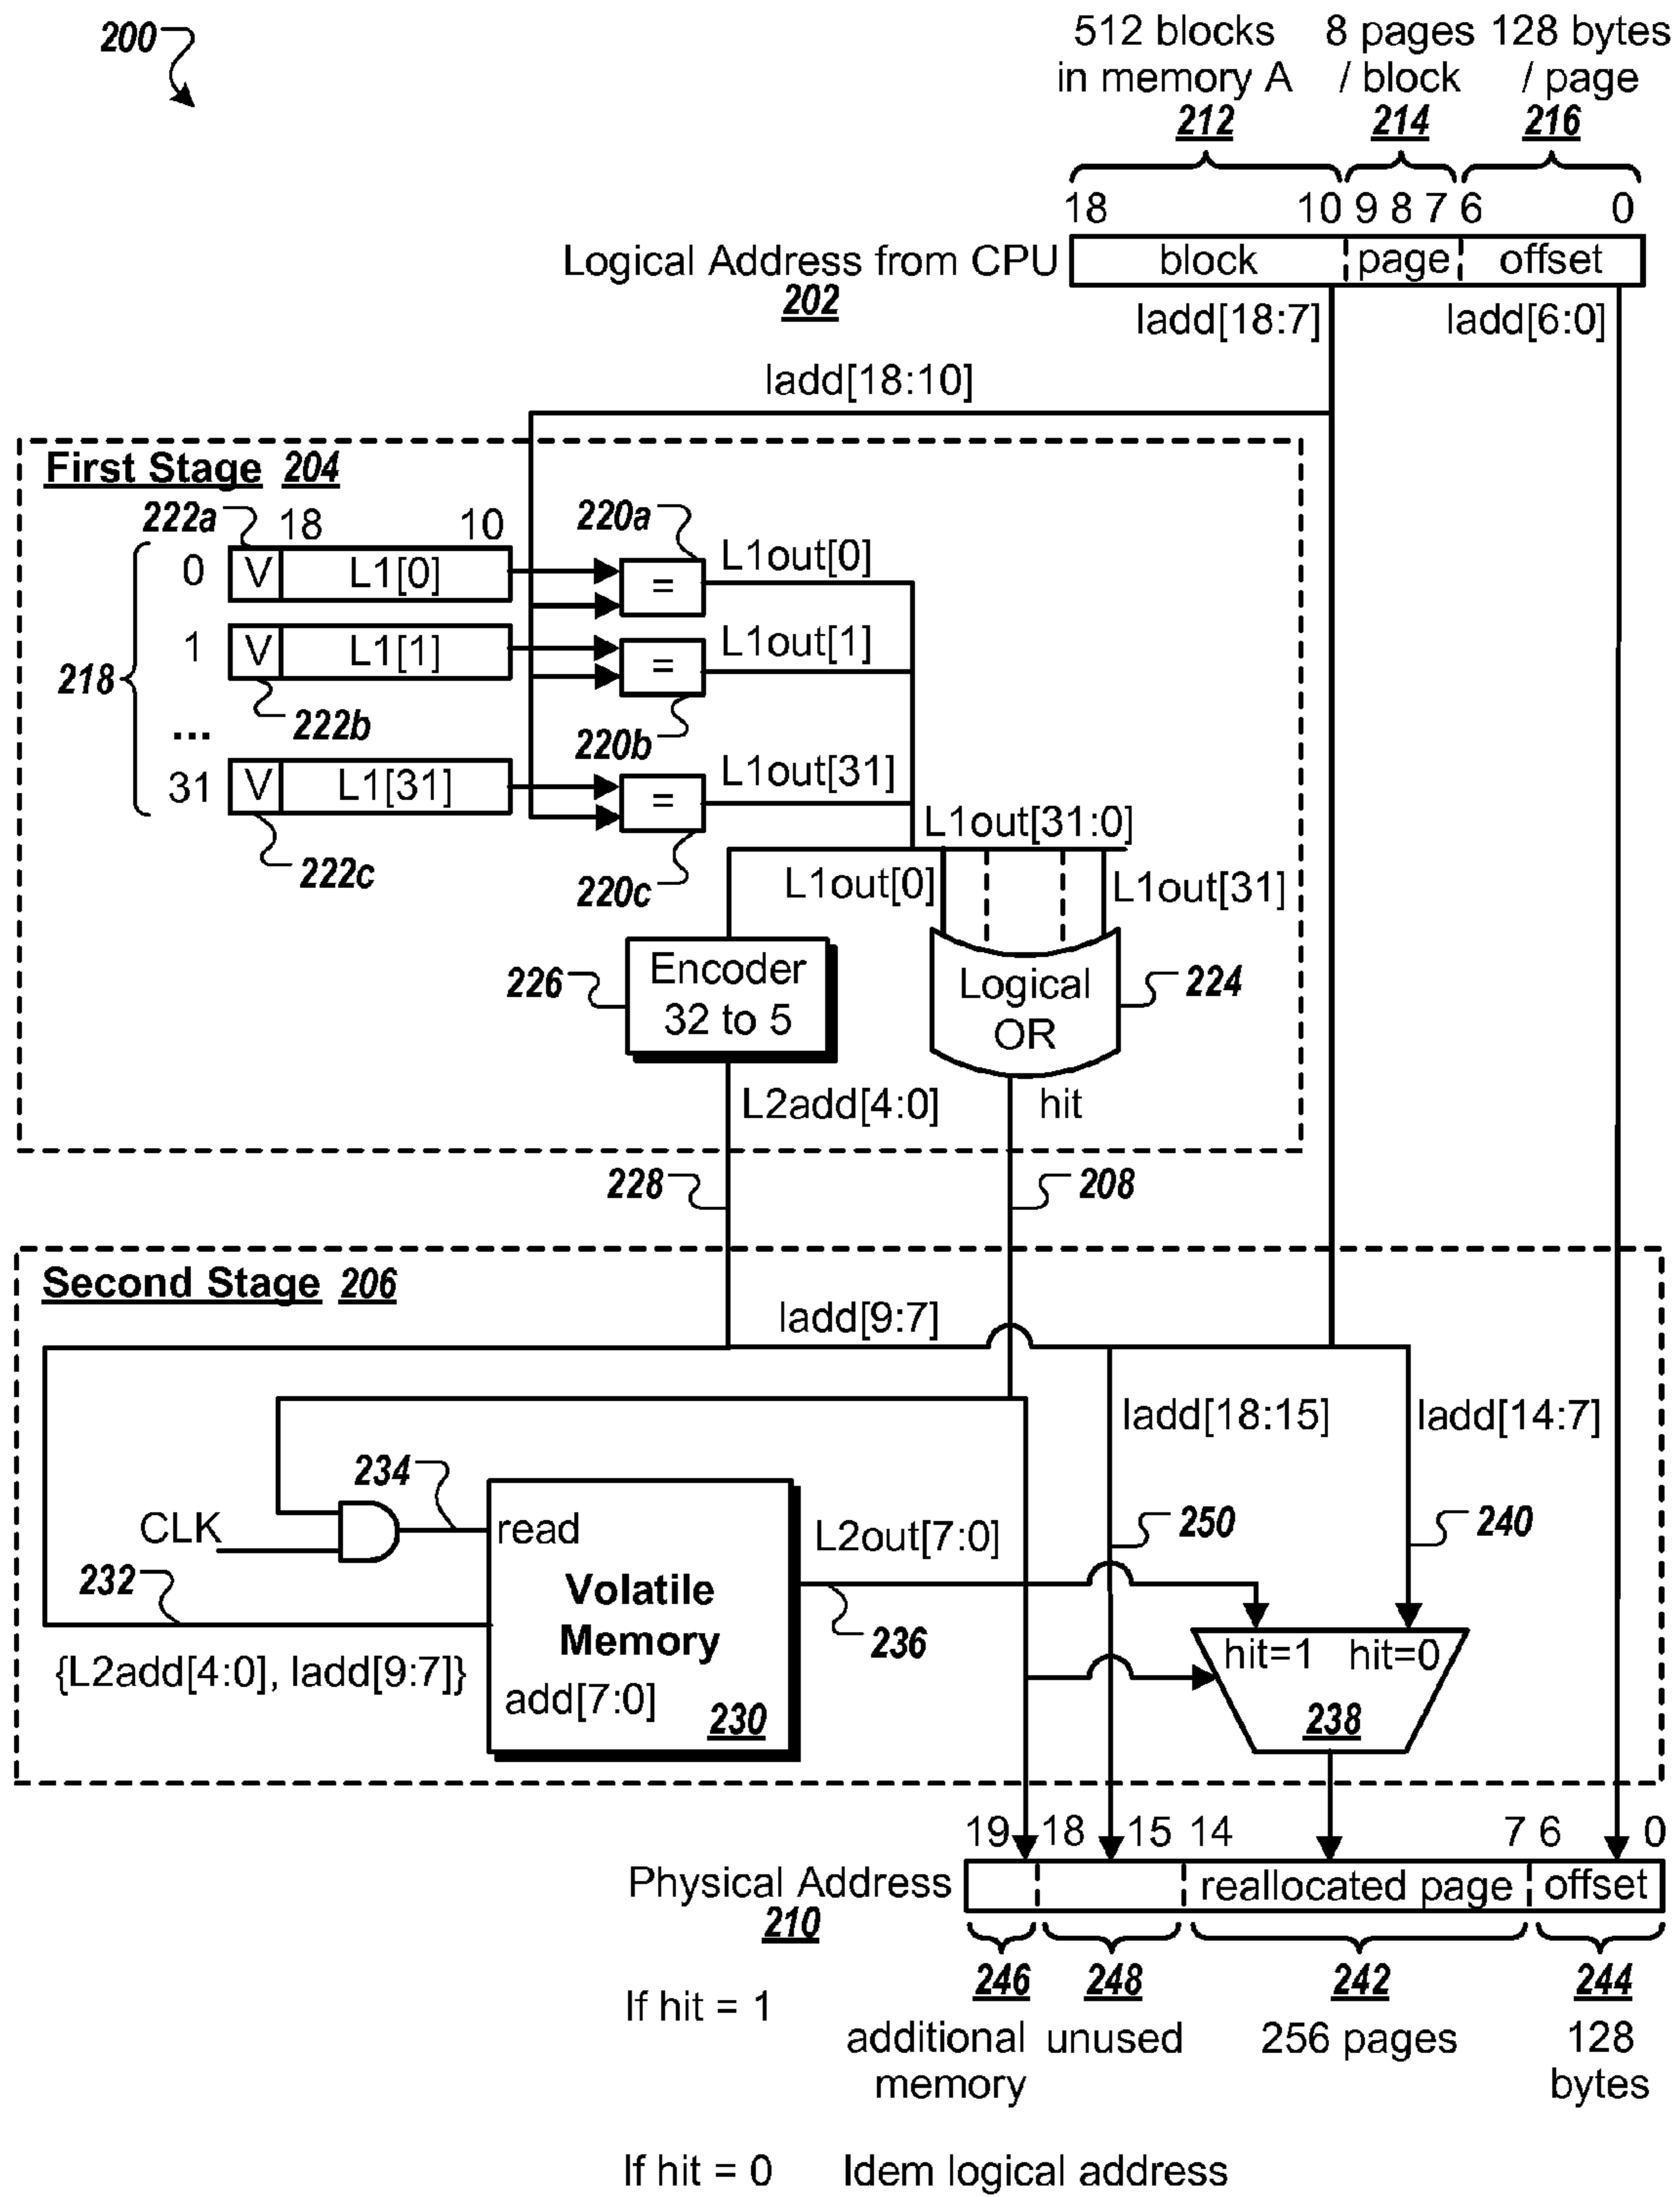 200
512 blocks 8 pages 128 bytes
in memory A / block / page
212 214 216
18 10 9 8 7 6 0
Logical Address from CPU block page offset
202
ladd[18:7] ladd[6:0]
ladd[18:10]
First Stage 204
222a 18 10 220a
0 V L1[0] = L1out[0]
1 V L1[1] = L1out[1]
218
222b 220b
...
31 V L1[31] = L1out[31]
222c 220c
L1out[31:0]
L1out[0] L1out[31]
226 Encoder
32 to 5
Logical
OR 224
L2add[4:0] hit
228 208
Second Stage 206
ladd[9:7]
ladd[18:15] ladd[14:7]
234
CLK read L2out[7:0] 250 240
232 Volatile
Memory 236
{L2add[4:0], ladd[9:7]} hit=1 hit=0
add[7:0] 230 238
19 18 15 14 7 6 0
Physical Address reallocated page offset
210
246 248 242 244
If hit = 1
additional unused 256 pages 128
memory bytes
If hit = 0 Idem logical address